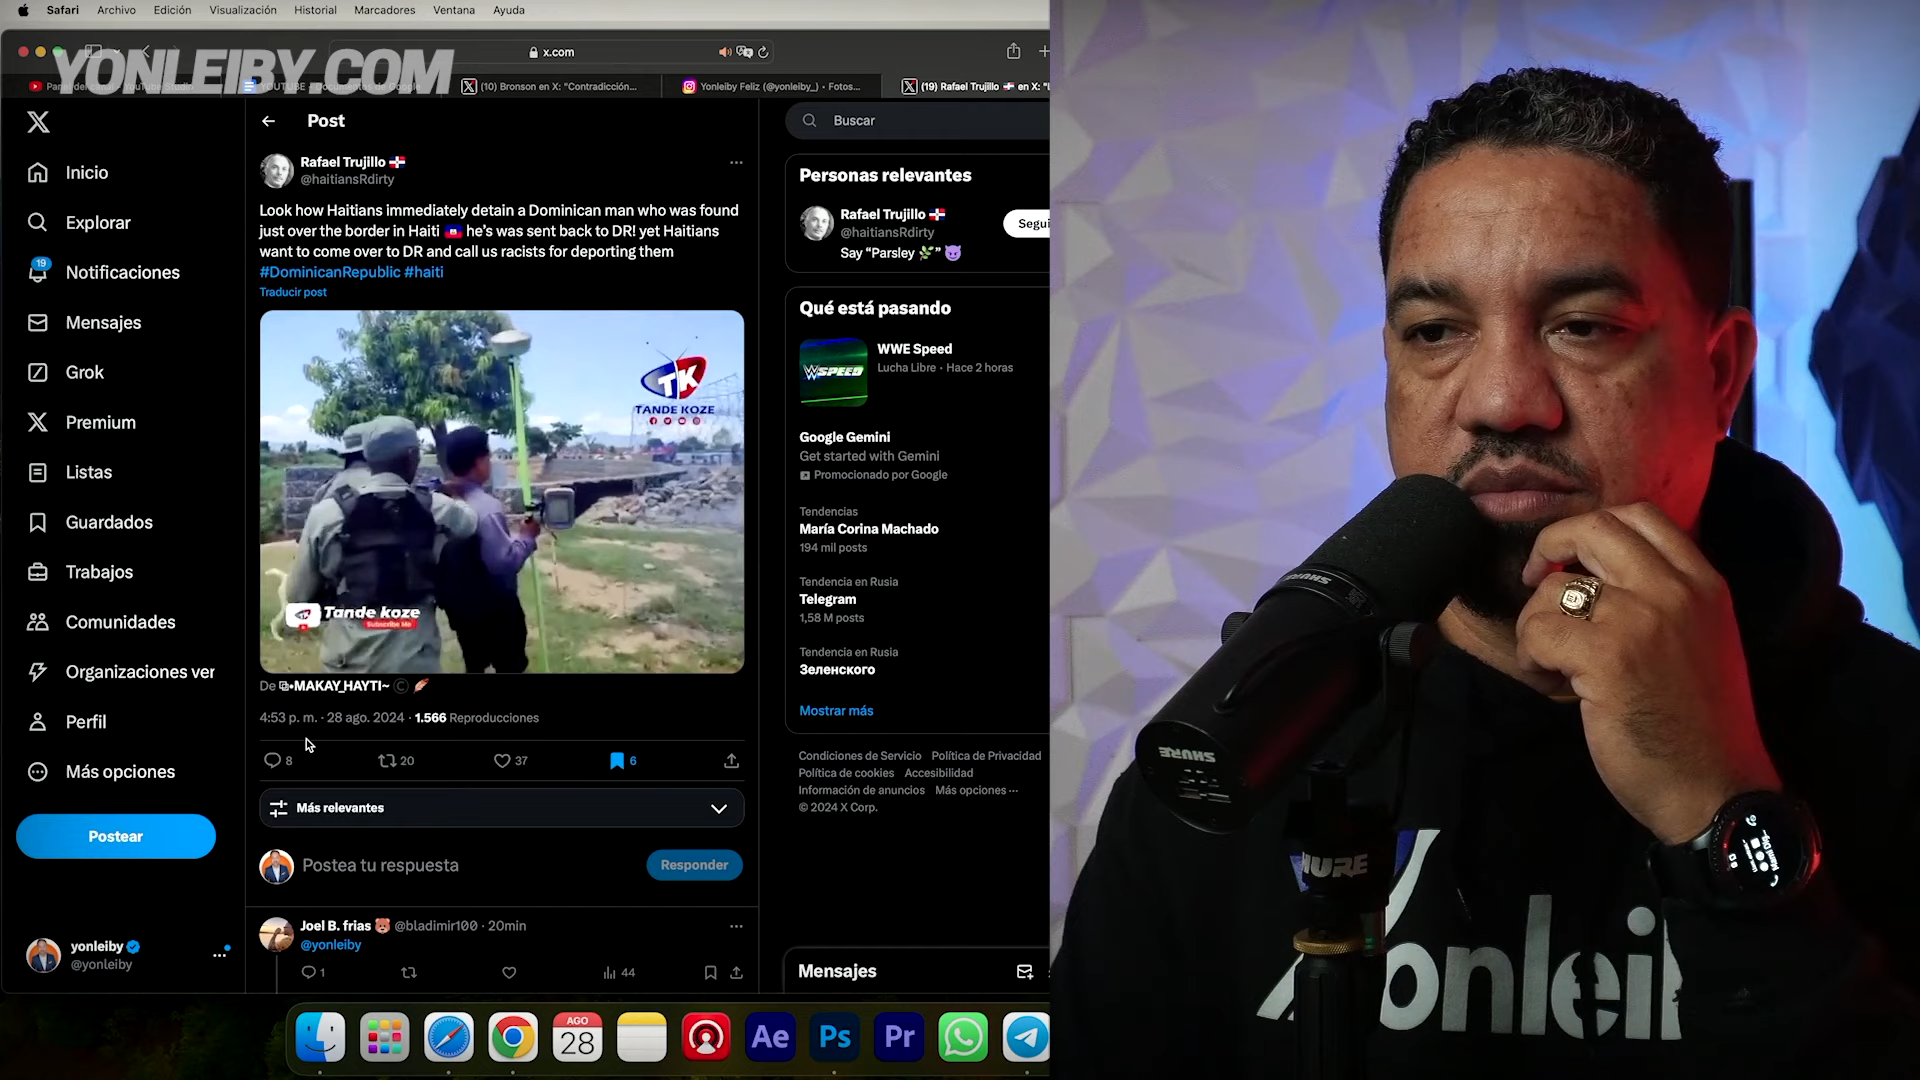 Safari Archivo Edición Visualización Historial Marcadores Ventana Ayuda
YONLEIBY.COM
x.com
(10) Bronson en X: "Contradicción...
Yonleiby Feliz (@yonleiby_) • Fotos...
(19) Rafael Trujillo 🇩🇴 en X: "L
Inicio
Explorar
19
Notificaciones
Mensajes
Grok
Premium
Listas
Guardados
Trabajos
Comunidades
Organizaciones ver
Perfil
Más opciones
Postear
yonleiby
@yonleiby
Post
Rafael Trujillo 🇩🇴
@haitiansRdirty
Look how Haitians immediately detain a Dominican man who was found
just over the border in Haiti 🇭🇹 he's was sent back to DR! yet Haitians
want to come over to DR and call us racists for deporting them
#DominicanRepublic #haiti
Traducir post
TK
TANDE KOZE
Tande koze
Subscribe Me
De •MAKAY_HAYTI~ ©
4:53 p. m. · 28 ago. 2024 · 1.566 Reproducciones
8 20 37 6
Más relevantes
Postea tu respuesta
Responder
Joel B. frias 🐻 @bladimir100 · 20min
@yonleiby
1 44
Buscar
Personas relevantes
Rafael Trujillo 🇩🇴
@haitiansRdirty
Segui
Say “Parsley 🌿” 😈
Qué está pasando
SPEED
WWE Speed
Lucha Libre · Hace 2 horas
Google Gemini
Get started with Gemini
Promocionado por Google
Tendencias
María Corina Machado
194 mil posts
Tendencia en Rusia
Telegram
1,58 M posts
Tendencia en Rusia
Зеленского
Mostrar más
Condiciones de Servicio Política de Privacidad
Política de cookies Accesibilidad
Información de anuncios Más opciones ···
© 2024 X Corp.
Mensajes
AGO
28
Ae
Ps
Pr
SHURE
SHURE
HURE
Yonleib